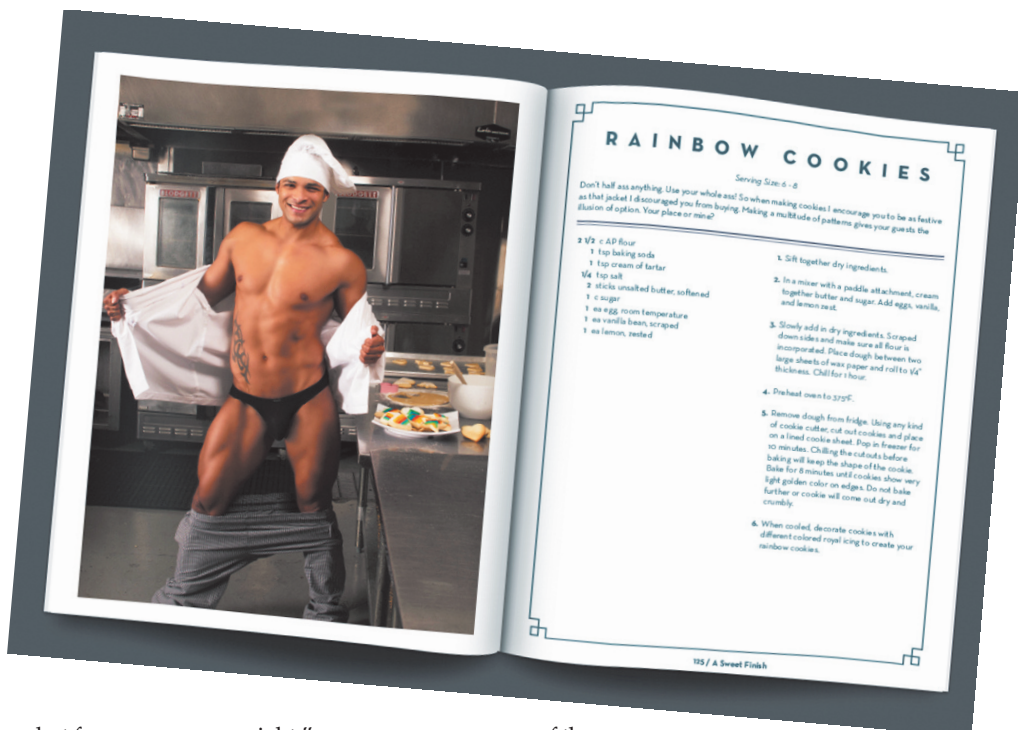 BLODGETT
RAINBOW COOKIES
Serving Size: 6 - 8
Don't half ass anything. Use your whole ass! So when making cookies I encourage you to be as festive
as that jacket I discouraged you from buying. Making a multitude of patterns gives your guests the
illusion of option. Your place or mine?
2 1/2 c AP flour
1 tsp baking soda
1 tsp cream of tartar
1/4 tsp salt
2 sticks unsalted butter, softened
1 c sugar
1 ea egg, room temperature
1 ea vanilla bean, scraped
1 ea lemon, zested
1. Sift together dry ingredients.
2. In a mixer with a paddle attachment, cream
together butter and sugar. Add eggs, vanilla,
and lemon zest.
3. Slowly add in dry ingredients. Scraped
down sides and make sure all flour is
incorporated. Place dough between two
large sheets of wax paper and roll to 1/4"
thickness. Chill for 1 hour.
4. Preheat oven to 375°F.
5. Remove dough from fridge. Using any kind
of cookie cutter, cut out cookies and place
on a lined cookie sheet. Pop in freezer for
10 minutes. Chilling the cutouts before
baking will keep the shape of the cookie.
Bake for 8 minutes until cookies show very
light golden color on edges. Do not bake
further or cookie will come out dry and
crumbly.
6. When cooled, decorate cookies with
different colored royal icing to create your
rainbow cookies.
125 / A Sweet Finish